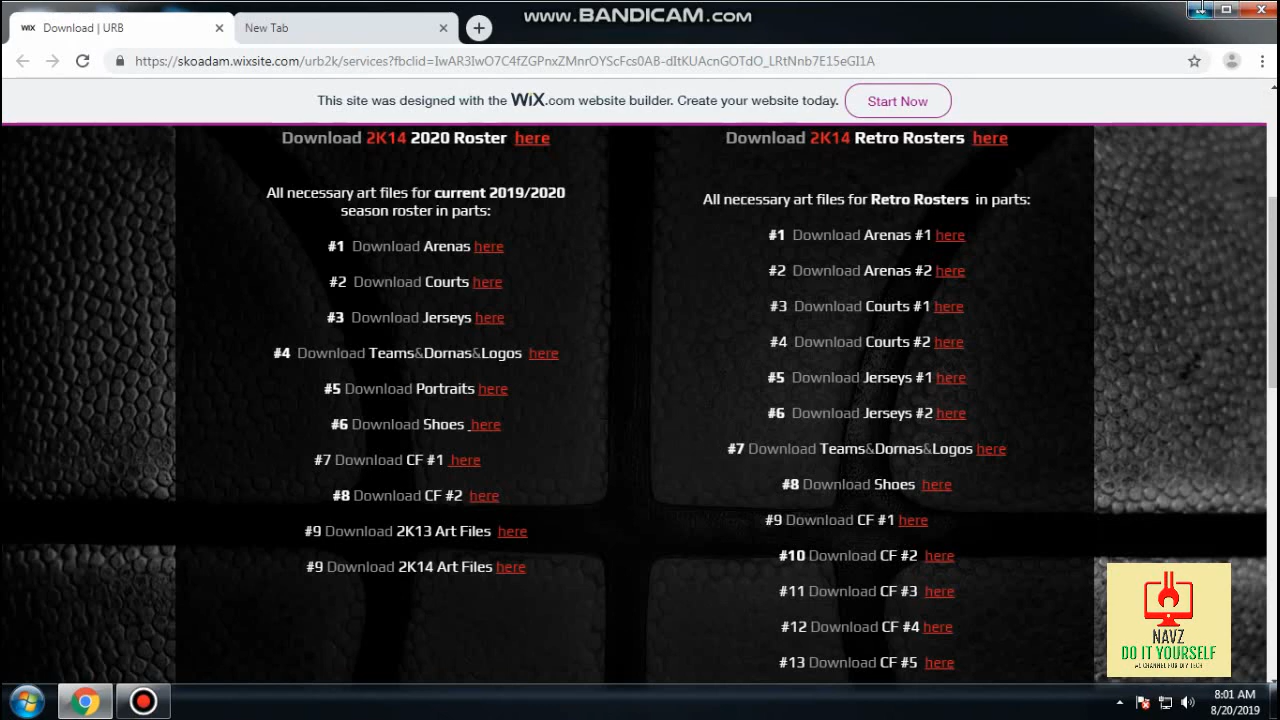 www.BANDICAM.com
WiX Download | URB
New Tab
https://skoadam.wixsite.com/urb2k/services?fbclid=IwAR3IwO7C4fZGPnxZMnrOYScFcs0AB-dItKUAcnGOTdO_LRtNnb7E15eGI1A
This site was designed with the WiX.com website builder. Create your website today. Start Now
Download 2K14 2020 Roster here
All necessary art files for current 2019/2020
season roster in parts:
#1 Download Arenas here
#2 Download Courts here
#3 Download Jerseys here
#4 Download Teams&Dornas&Logos here
#5 Download Portraits here
#6 Download Shoes here
#7 Download CF #1 here
#8 Download CF #2 here
#9 Download 2K13 Art Files here
#9 Download 2K14 Art Files here
Download 2K14 Retro Rosters here
All necessary art files for Retro Rosters in parts:
#1 Download Arenas #1 here
#2 Download Arenas #2 here
#3 Download Courts #1 here
#4 Download Courts #2 here
#5 Download Jerseys #1 here
#6 Download Jerseys #2 here
#7 Download Teams&Dornas&Logos here
#8 Download Shoes here
#9 Download CF #1 here
#10 Download CF #2 here
#11 Download CF #3 here
#12 Download CF #4 here
#13 Download CF #5 here
NAVZ
DO IT YOURSELF
CHANNEL FOR DIY TECH
8:01 AM
8/20/2019